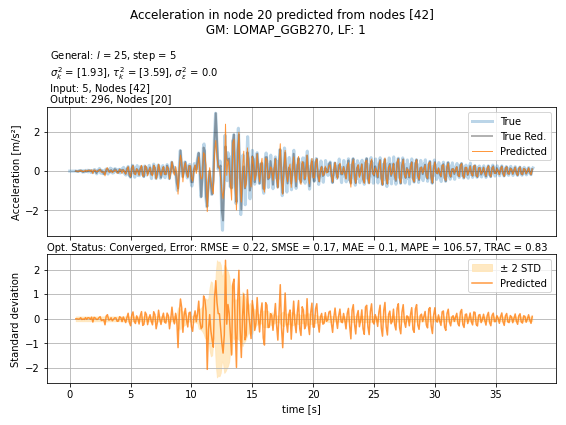 Acceleration in node 20 predicted from nodes [42]
GM: LOMAP_GGB270, LF: 1
General: l = 25, step = 5
σ²ₖ = [1.93], τ²ₖ = [3.59], σ²ε = 0.0
Input: 5, Nodes [42]
Output: 296, Nodes [20]
Acceleration [m/s²]
2
0
−2
True
True Red.
Predicted
Opt. Status: Converged, Error: RMSE = 0.22, SMSE = 0.17, MAE = 0.1, MAPE = 106.57, TRAC = 0.83
Standard deviation
2
1
0
−1
−2
± 2 STD
Predicted
0 5 10 15 20 25 30 35
time [s]